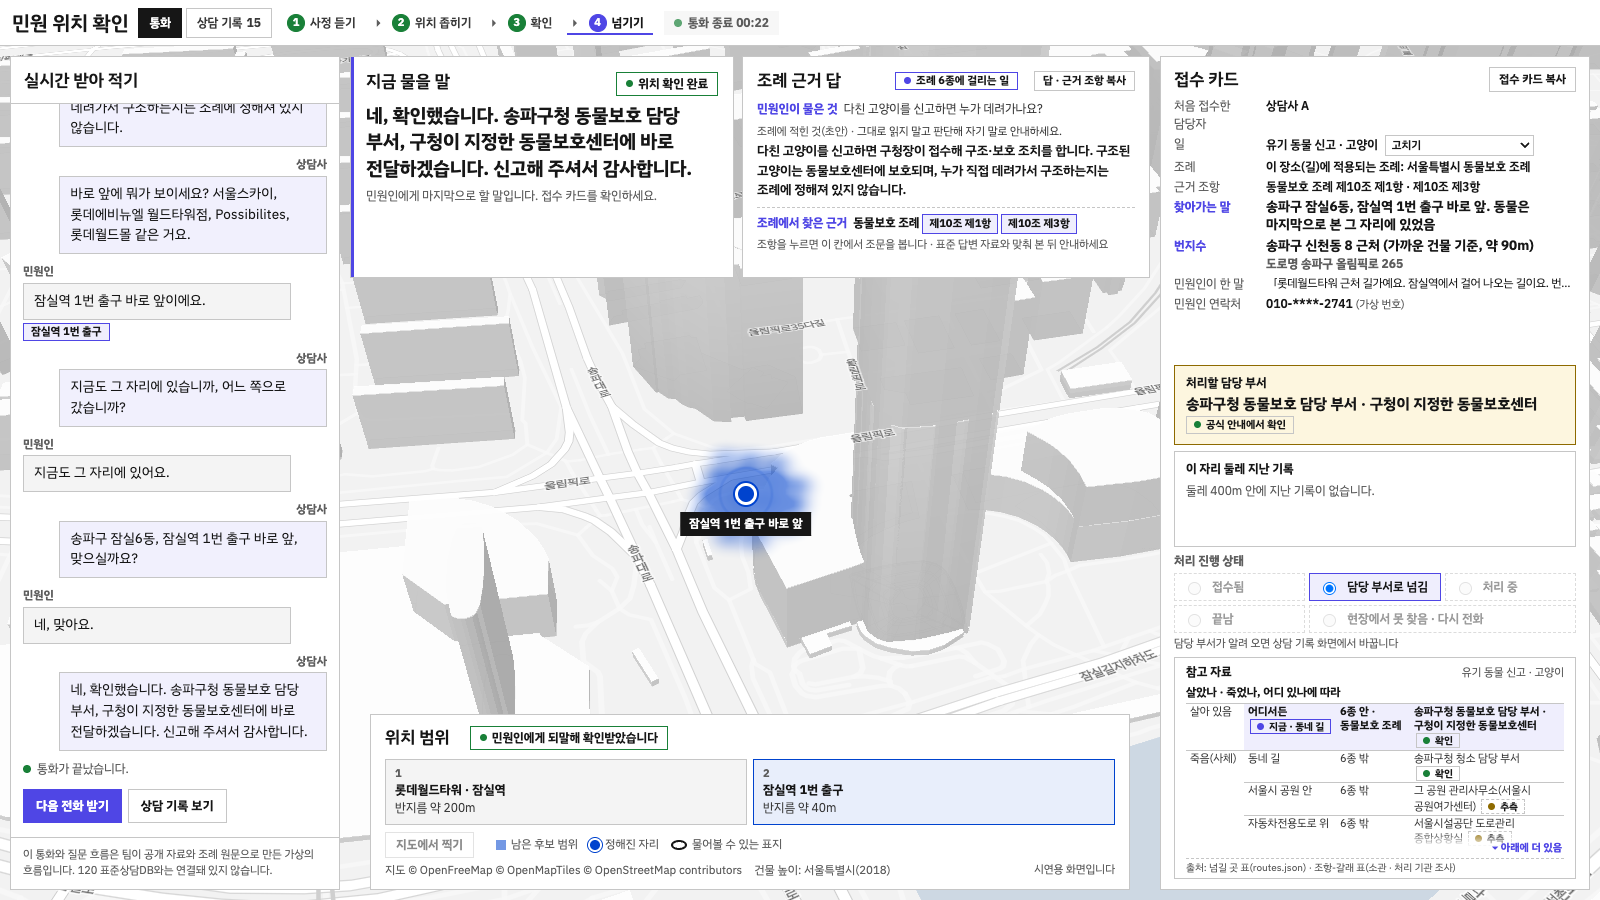 민원 위치 확인
통화
상담 기록 15
1 사정 듣기
2 위치 좁히기
3 확인
4 넘기기
통화 종료 00:22
실시간 받아 적기
데려가서 구조하는지는 조례에 정해져 있지
않습니다.
상담사
바로 앞에 뭐가 보이세요? 서울스카이,
롯데에비뉴엘 월드타워점, Possibilites,
롯데월드몰 같은 거요.
민원인
잠실역 1번 출구 바로 앞이에요.
잠실역 1번 출구
상담사
지금도 그 자리에 있습니까, 어느 쪽으로
갔습니까?
민원인
지금도 그 자리에 있어요.
상담사
송파구 잠실6동, 잠실역 1번 출구 바로 앞,
맞으실까요?
민원인
네, 맞아요.
상담사
네, 확인했습니다. 송파구청 동물보호 담당
부서, 구청이 지정한 동물보호센터에 바로
전달하겠습니다. 신고해 주셔서 감사합니다.
통화가 끝났습니다.
다음 전화 받기
상담 기록 보기
이 통화와 질문 흐름은 팀이 공개 자료와 조례 원문으로 만든 가상의
흐름입니다. 120 표준상담DB와는 연결돼 있지 않습니다.
지금 물을 말
위치 확인 완료
네, 확인했습니다. 송파구청 동물보호 담당
부서, 구청이 지정한 동물보호센터에 바로
전달하겠습니다. 신고해 주셔서 감사합니다.
민원인에게 마지막으로 할 말입니다. 접수 카드를 확인하세요.
조례 근거 답
조례 6종에 걸리는 일
답 · 근거 조항 복사
민원인이 물은 것 다친 고양이를 신고하면 누가 데려가나요?
조례에 적힌 것(초안) · 그대로 읽지 말고 판단해 자기 말로 안내하세요.
다친 고양이를 신고하면 구청장이 접수해 구조·보호 조치를 합니다. 구조된
고양이는 동물보호센터에 보호되며, 누가 직접 데려가서 구조하는지는
조례에 정해져 있지 않습니다.
조례에서 찾은 근거 동물보호 조례 제10조 제1항 제10조 제3항
조항을 누르면 이 칸에서 조문을 봅니다 · 표준 답변 자료와 맞춰 본 뒤 안내하세요
올림픽로35다길
송파대로
올림픽로
올림픽로
송파대로
잠실역 1번 출구 바로 앞
잠실길지하차도
위치 범위
민원인에게 되말해 확인받았습니다
1
롯데월드타워 · 잠실역
반지름 약 200m
2
잠실역 1번 출구
반지름 약 40m
지도에서 찍기
남은 후보 범위
정해진 자리
물어볼 수 있는 표지
지도 © OpenFreeMap © OpenMapTiles © OpenStreetMap contributors 건물 높이: 서울특별시(2018)
시연용 화면입니다
접수 카드
접수 카드 복사
처음 접수한
담당자
상담사 A
일
유기 동물 신고 · 고양이
고치기
조례
이 장소(길)에 적용되는 조례: 서울특별시 동물보호 조례
근거 조항
동물보호 조례 제10조 제1항 · 제10조 제3항
찾아가는 말
송파구 잠실6동, 잠실역 1번 출구 바로 앞. 동물은
마지막으로 본 그 자리에 있었음
번지수
송파구 신천동 8 근처 (가까운 건물 기준, 약 90m)
도로명 송파구 올림픽로 265
민원인이 한 말
「롯데월드타워 근처 길가예요. 잠실역에서 걸어 나오는 길이요. 번...
민원인 연락처
010-****-2741 (가상 번호)
처리할 담당 부서
송파구청 동물보호 담당 부서 · 구청이 지정한 동물보호센터
공식 안내에서 확인
이 자리 둘레 지난 기록
둘레 400m 안에 지난 기록이 없습니다.
처리 진행 상태
접수됨
담당 부서로 넘김
처리 중
끝남
현장에서 못 찾음 · 다시 전화
담당 부서가 알려 오면 상담 기록 화면에서 바꿉니다
참고 자료
유기 동물 신고 · 고양이
살았나 · 죽었나, 어디 있나에 따라
살아 있음
어디서든
지금 · 동네 길
6종 안 ·
동물보호 조례
송파구청 동물보호 담당 부서 ·
구청이 지정한 동물보호센터
확인
죽음(사체)
동네 길
6종 밖
송파구청 청소 담당 부서
확인
서울시 공원 안
6종 밖
그 공원 관리사무소(서울시
공원여가센터) 추측
자동차전용도로 위
6종 밖
서울시설공단 도로관리
종합상황실 추측
아래에 더 있음
출처: 넘길 곳 표(routes.json) · 조항-갈래 표(소관 · 처리 기관 조사)